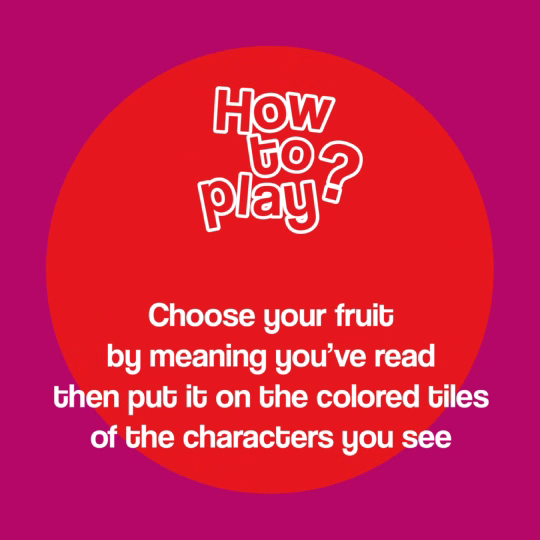 How
to
play?
Choose your fruit
by meaning you've read
then put it on the colored tiles
of the characters you see